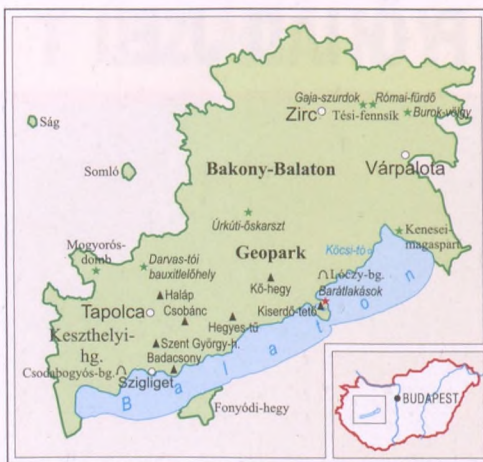 Gaja-szurdok
Római-fürdő
Zirc
Tési-fennsík
Burok-völgy
Ság
Somló
Bakony-Balaton
Várpalota
Úrkúti-őskarszt
Kenesei-
magaspart
Mogyorós-
domb
Darvas-tói
bauxitlelőhely
Geopark
Kőcsi-tó
Lóczy-bg.
Kő-hegy
Barátlakások
Haláp
Kiserdő-tető
Tapolca
Csobánc
Hegyes-tű
Keszthelyi-
hg.
Szent György-h.
Badacsony
Csodabogyós-bg.
Szigliget
Balaton
Fonyódi-hegy
BUDAPEST